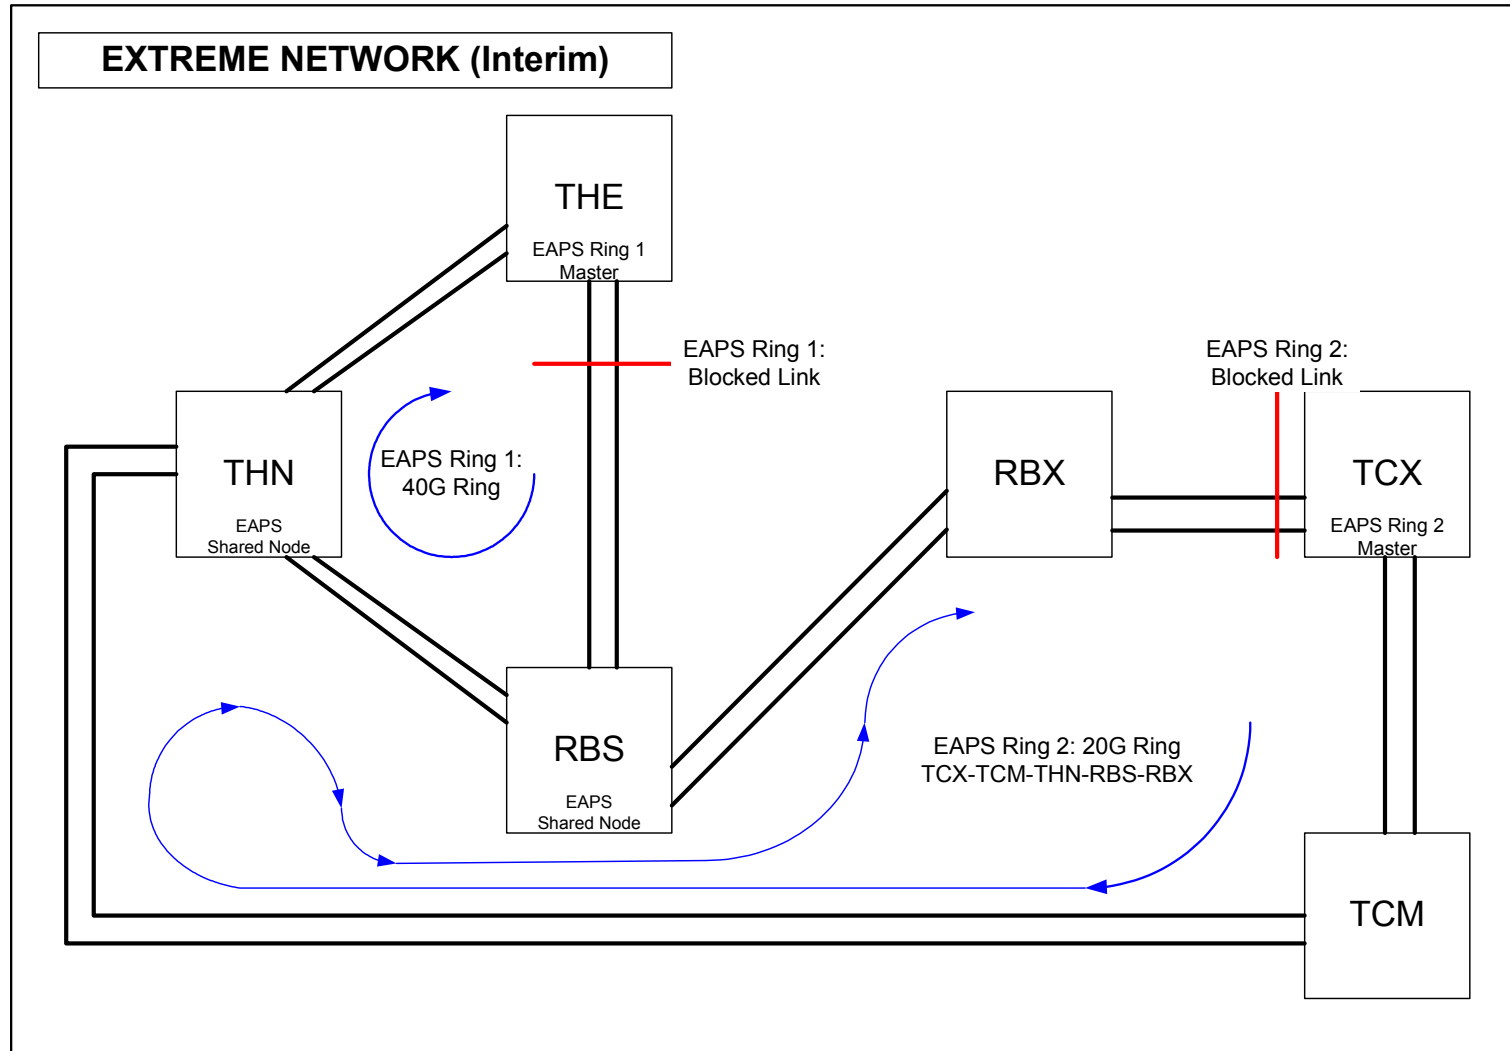 EXTREME NETWORK (Interim)
THE
EAPS Ring 1
Master
EAPS Ring 1:
Blocked Link
EAPS Ring 2:
Blocked Link
THN
EAPS
Shared Node
EAPS Ring 1:
40G Ring
RBX
TCX
EAPS Ring 2
Master
RBS
EAPS
Shared Node
EAPS Ring 2: 20G Ring
TCX-TCM-THN-RBS-RBX
TCM